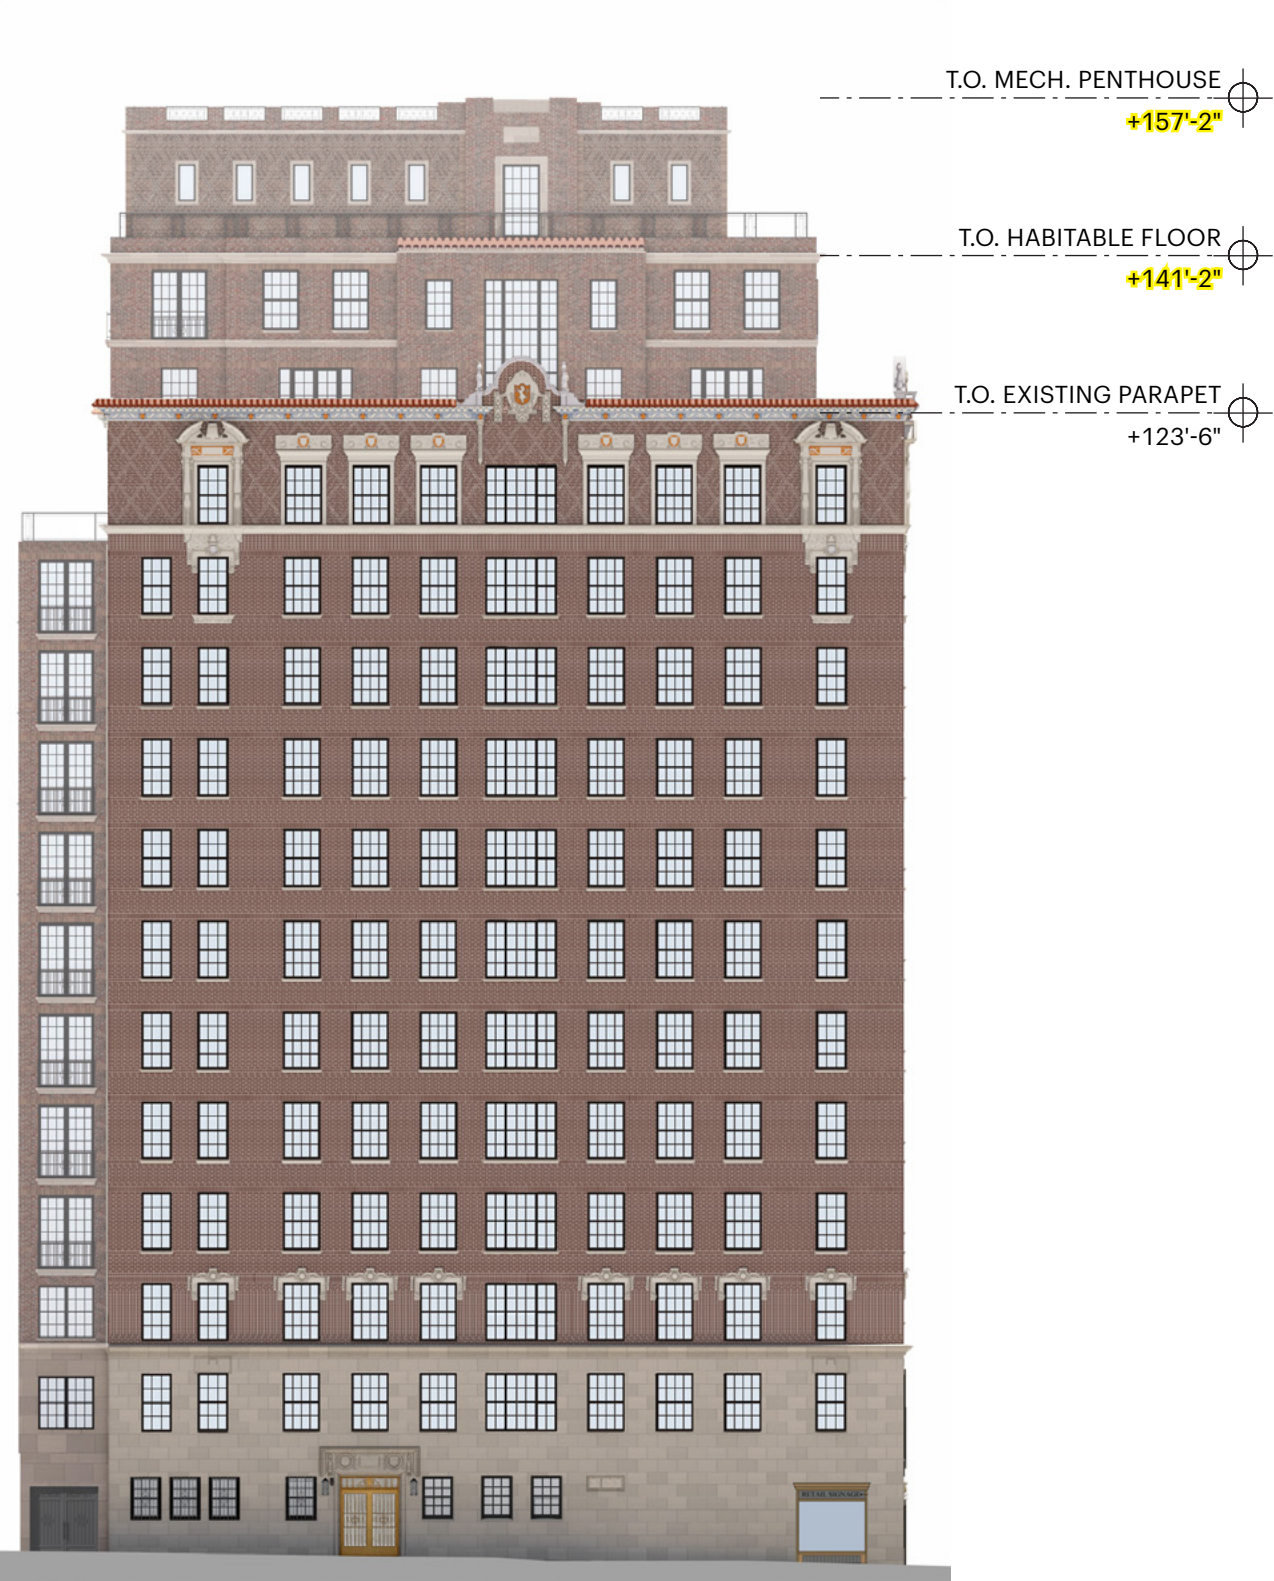 T.O. MECH. PENTHOUSE
+157'-2"
T.O. HABITABLE FLOOR
+141'-2"
T.O. EXISTING PARAPET
+123'-6"
RETAIL SIGNAGE